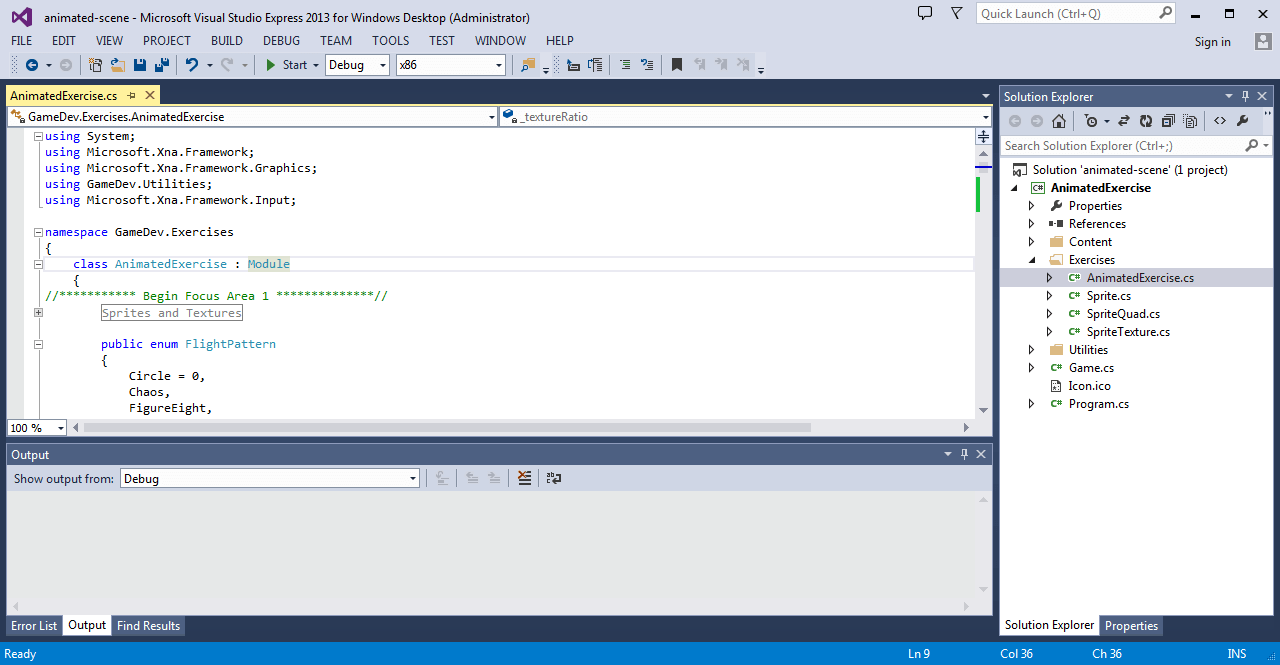 animated-scene - Microsoft Visual Studio Express 2013 for Windows Desktop (Administrator)
Quick Launch (Ctrl+Q)
FILE EDIT VIEW PROJECT BUILD DEBUG TEAM TOOLS TEST WINDOW HELP
Sign in
Start Debug x86
AnimatedExercise.cs
GameDev.Exercises.AnimatedExercise
_textureRatio
using System;
using Microsoft.Xna.Framework;
using Microsoft.Xna.Framework.Graphics;
using GameDev.Utilities;
using Microsoft.Xna.Framework.Input;
namespace GameDev.Exercises
{
class AnimatedExercise : Module
{
//*********** Begin Focus Area 1 **************//
Sprites and Textures
public enum FlightPattern
{
Circle = 0,
Chaos,
FigureEight,
100 %
Output
Show output from: Debug
Error List Output Find Results
Solution Explorer
Search Solution Explorer (Ctrl+;)
Solution 'animated-scene' (1 project)
C# AnimatedExercise
Properties
References
Content
Exercises
C# AnimatedExercise.cs
C# Sprite.cs
C# SpriteQuad.cs
C# SpriteTexture.cs
Utilities
C# Game.cs
Icon.ico
C# Program.cs
Solution Explorer Properties
Ready Ln 9 Col 36 Ch 36 INS